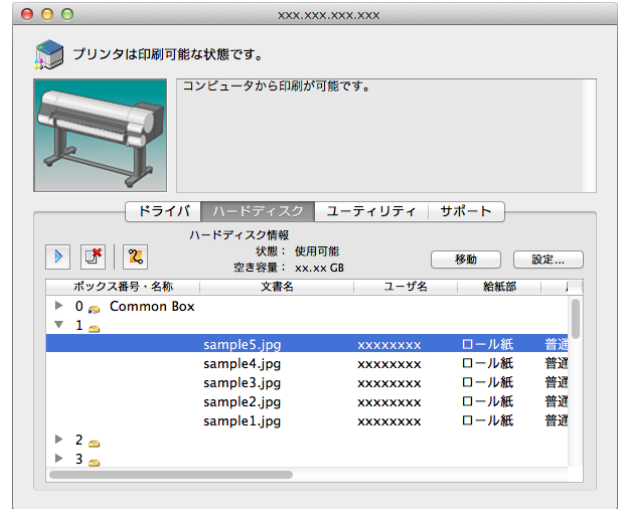 xxx.xxx.xxx.xxx
プリンタは印刷可能な状態です。
コンピュータから印刷が可能です。
ドライバ ハードディスク ユーティリティ サポート
ハードディスク情報
状態： 使用可能
空き容量： xx.xx GB
移動 設定...
ボックス番号・名称 文書名 ユーザ名 給紙部
0 Common Box
1
sample5.jpg xxxxxxxx ロール紙 普通
sample4.jpg xxxxxxxx ロール紙 普通
sample3.jpg xxxxxxxx ロール紙 普通
sample2.jpg xxxxxxxx ロール紙 普通
sample1.jpg xxxxxxxx ロール紙 普通
2
3